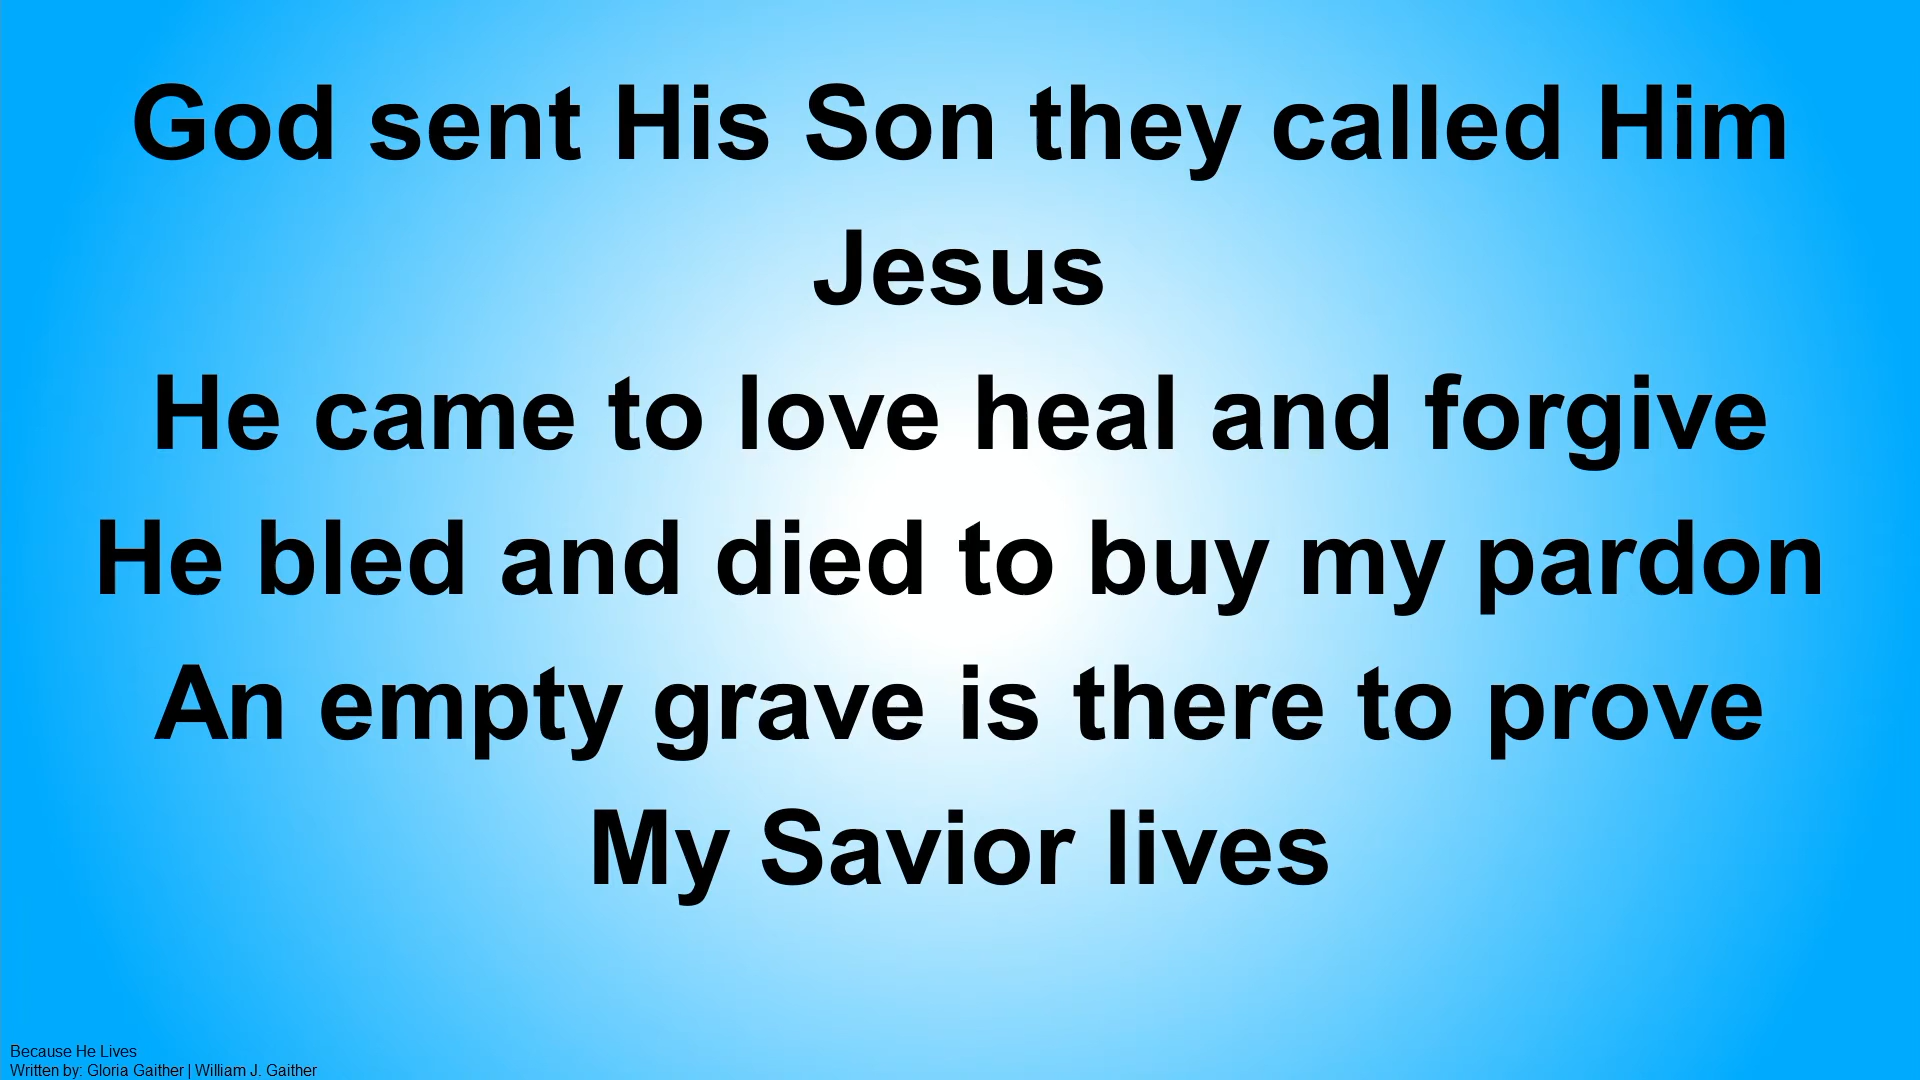 God sent His Son they called Him
Jesus
He came to love heal and forgive
He bled and died to buy my pardon
An empty grave is there to prove
My Savior lives
Because He Lives
Written by: Gloria Gaither | William J. Gaither